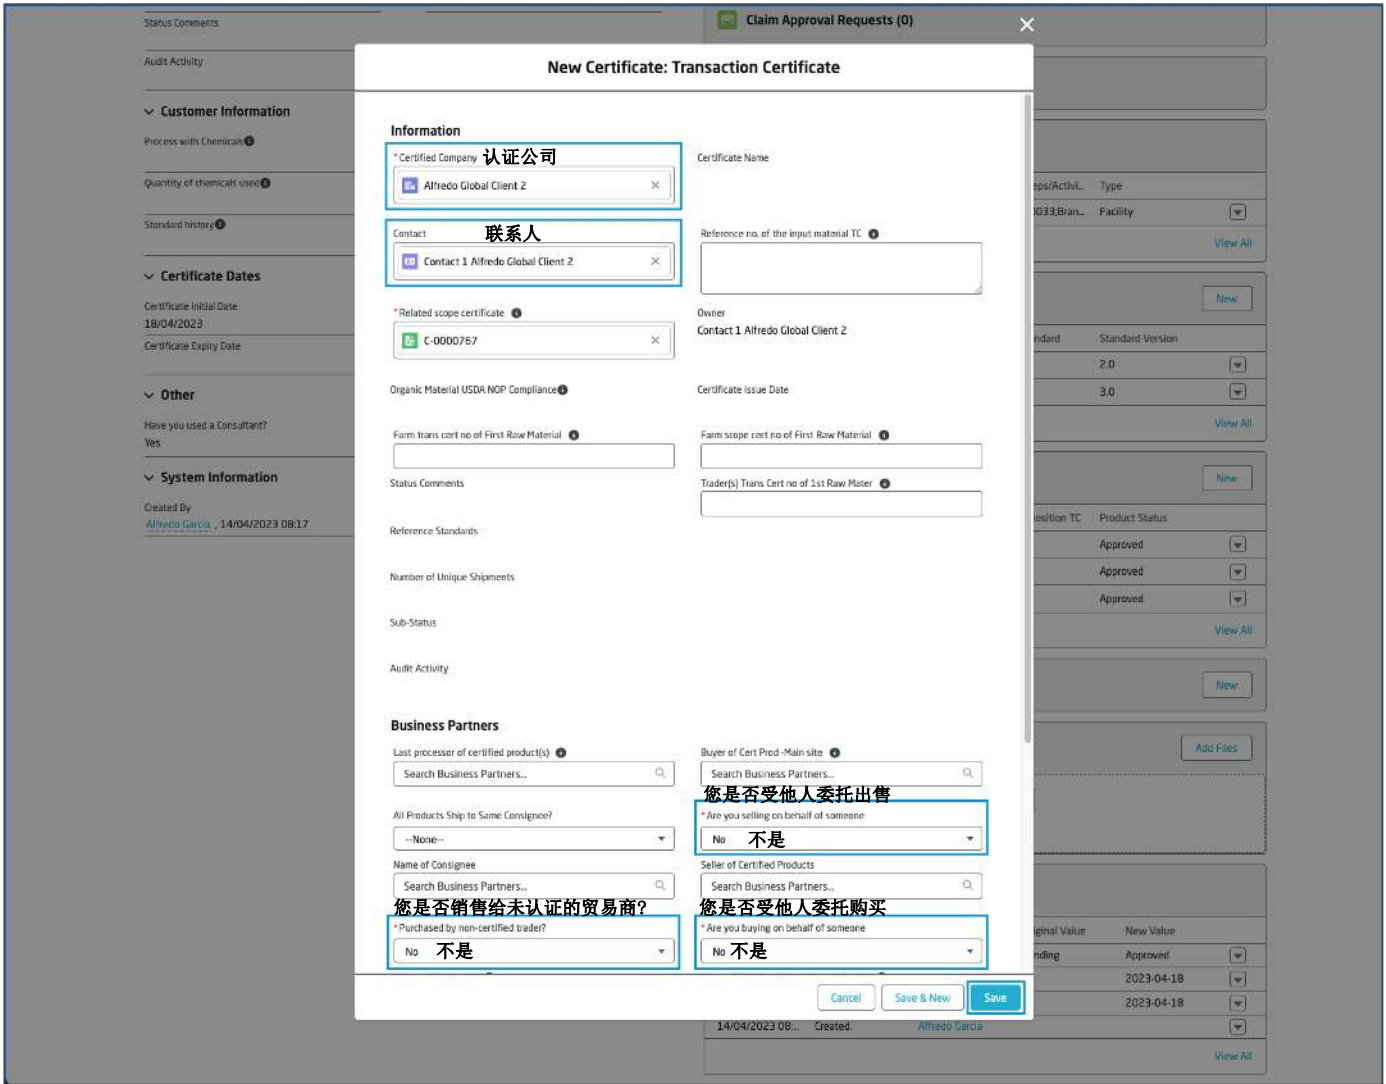 Status Comments
Audit Activity
Customer Information
Process with Chemicals
Quantity of chemicals used
Standard history
Certificate Dates
Certificate Initial Date
18/04/2023
Certificate Expiry Date
Other
Have you used a Consultant?
Yes
System Information
Created By
Alfredo Garcia , 14/04/2023 08:17
Claim Approval Requests (0)
New Certificate: Transaction Certificate
Information
*Certified Company 认证公司
Alfredo Global Client 2
Certificate Name
Contact 联系人
Contact 1 Alfredo Global Client 2
Reference no. of the input material TC
*Related scope certificate
C-0000767
Owner
Contact 1 Alfredo Global Client 2
Organic Material USDA NOP Compliance
Certificate Issue Date
Farm trans cert no of First Raw Material
Farm scope cert no of First Raw Material
Status Comments
Trader(s) Trans Cert no of 1st Raw Mater
Reference Standards
Number of Unique Shipments
Sub-Status
Audit Activity
Business Partners
Last processor of certified product(s)
Search Business Partners...
Buyer of Cert Prod -Main site
Search Business Partners...
您是否受他人委托出售
All Products Ship to Same Consignee?
--None--
*Are you selling on behalf of someone
No 不是
Name of Consignee
Search Business Partners...
Seller of Certified Products
Search Business Partners...
您是否销售给未认证的贸易商?
*Purchased by non-certified trader?
No 不是
您是否受他人委托购买
*Are you buying on behalf of someone
No 不是
Cancel
Save & New
Save
eps/Activi... Type
0033;Bran... Facility
View All
New
ndard Standard Version
2.0
3.0
View All
New
osition TC Product Status
Approved
Approved
Approved
View All
New
Add Files
iginal Value New Value
nding Approved
2023-04-18
2023-04-18
14/04/2023 08:... Created. Alfredo Garcia
View All